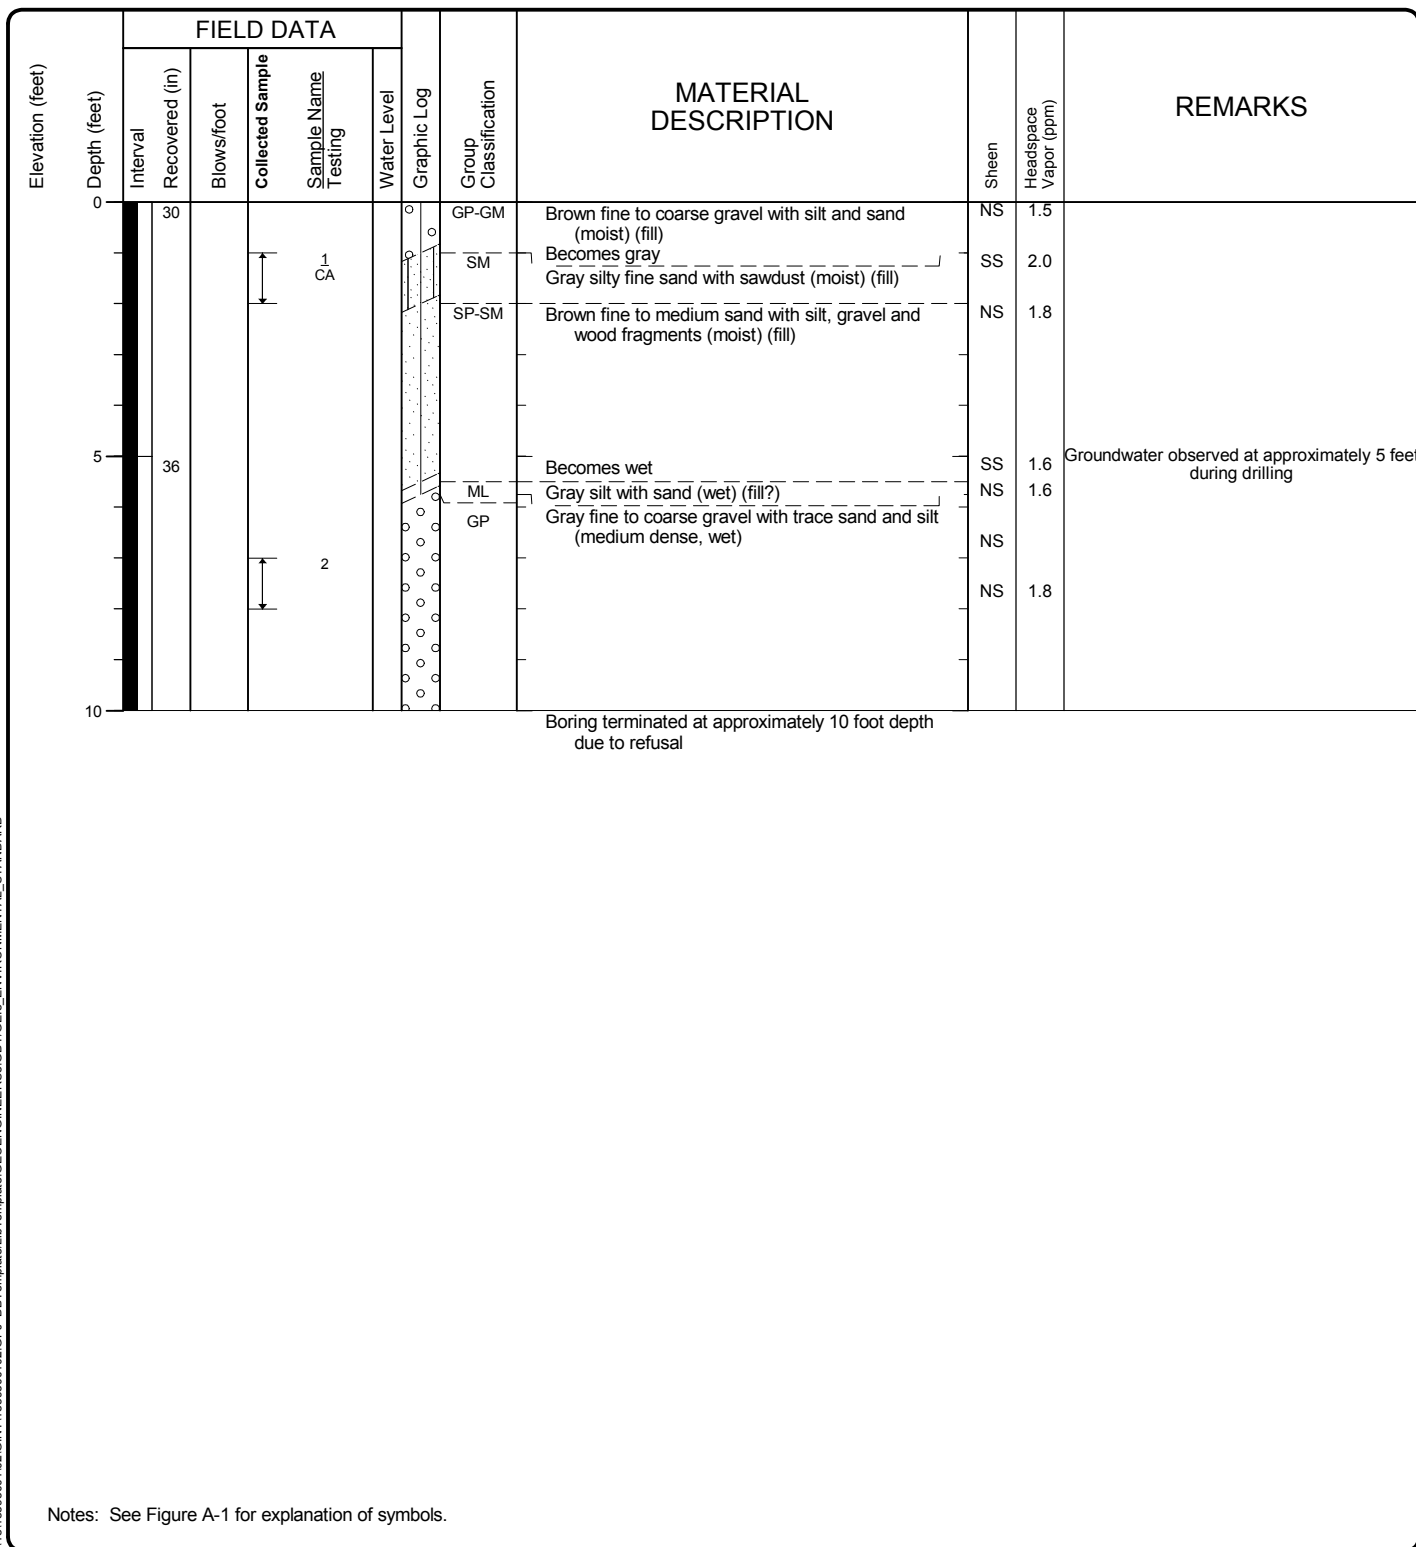 FIELD DATA
Elevation (feet)
Depth (feet)
Interval
Recovered (in)
Blows/foot
Collected Sample
Sample Name
Testing
Water Level
Graphic Log
Group
Classification
MATERIAL
DESCRIPTION
Sheen
Headspace
Vapor (ppm)
REMARKS
0
30
GP-GM
Brown fine to coarse gravel with silt and sand
(moist) (fill)
NS
1.5
Becomes gray
1
CA
SM
Gray silty fine sand with sawdust (moist) (fill)
SS
2.0
SP-SM
Brown fine to medium sand with silt, gravel and
wood fragments (moist) (fill)
NS
1.8
5
36
Becomes wet
SS
1.6
Groundwater observed at approximately 5 feet
during drilling
ML
Gray silt with sand (wet) (fill?)
NS
1.6
GP
Gray fine to coarse gravel with trace sand and silt
(medium dense, wet)
NS
2
NS
1.8
10
Boring terminated at approximately 10 foot depth
due to refusal
Notes: See Figure A-1 for explanation of symbols.